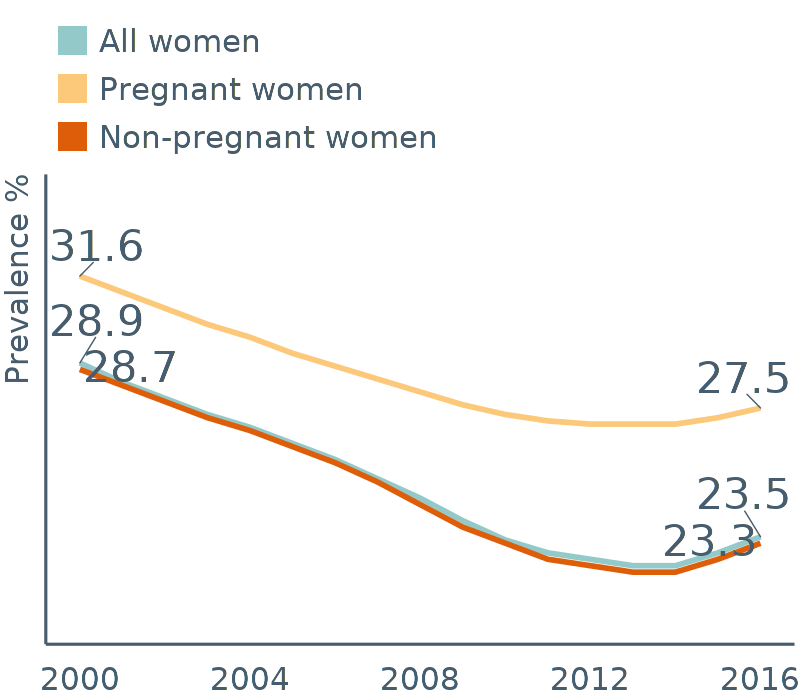 All women
Pregnant women
Non-pregnant women
Prevalence %
31.6
28.9
28.7
27.5
23.5
23.3
2000 2004 2008 2012 2016